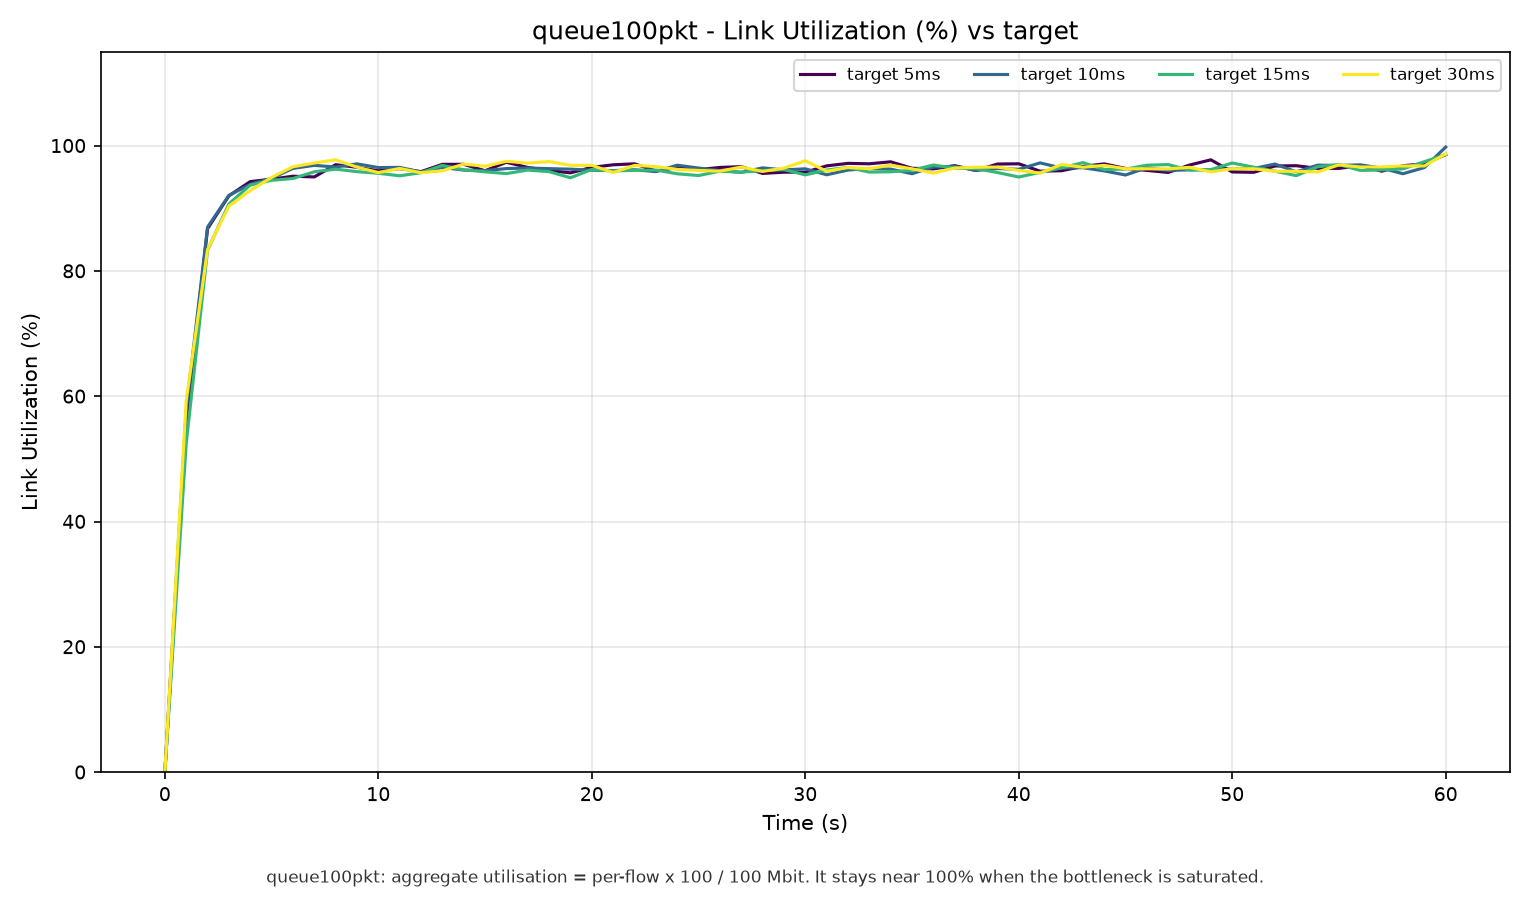 queue100pkt - Link Utilization (%) vs target
target 5ms
target 10ms
target 15ms
target 30ms
Link Utilization (%)
100
80
60
40
20
0
0
10
20
30
40
50
60
Time (s)
queue100pkt: aggregate utilisation = per-flow x 100 / 100 Mbit. It stays near 100% when the bottleneck is saturated.